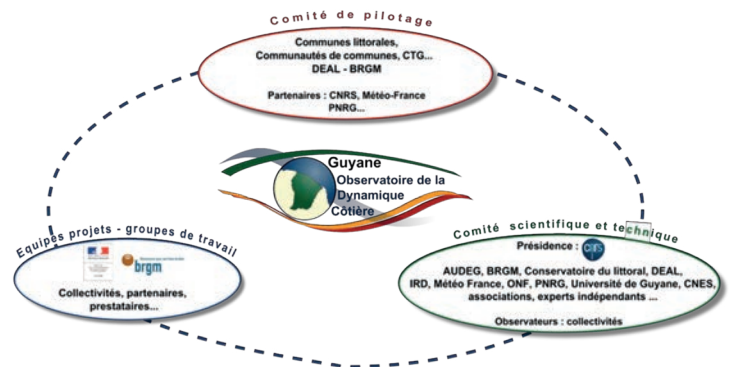 Comité de pilotage
Communes littorales,
Communautés de communes, CTG...
DEAL - BRGM
Partenaires : CNRS, Météo-France
PNRG...
Guyane
Observatoire de la
Dynamique
Côtière
Equipes projets - groupes de travail
brgm
Collectivités, partenaires,
prestataires...
Comité scientifique et technique
Présidence : cnrs
AUDEG, BRGM, Conservatoire du littoral, DEAL,
IRD, Météo France, ONF, PNRG, Université de Guyane, CNES,
associations, experts indépendants ....
Observateurs : collectivités